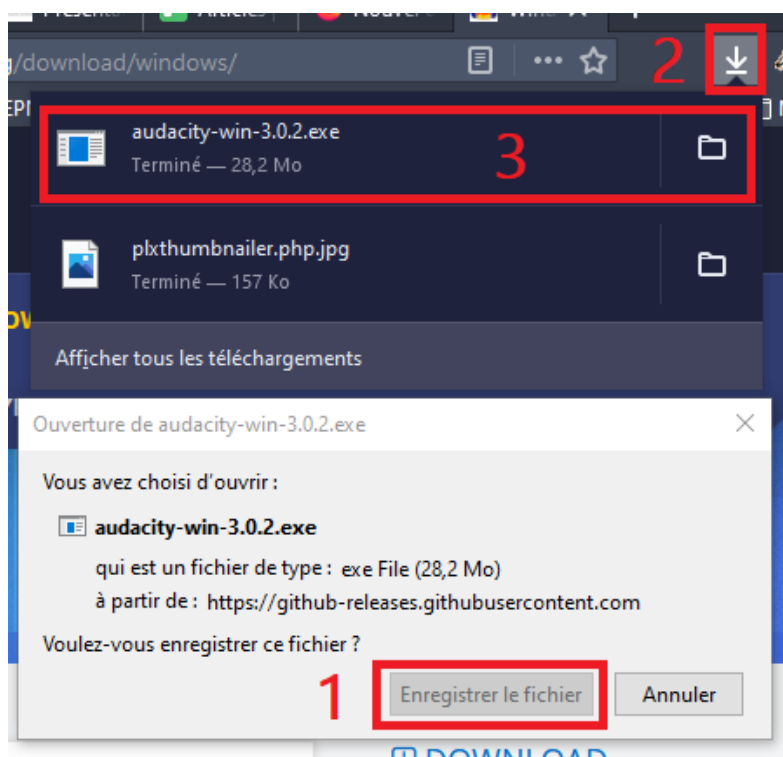 /download/windows/
2
audacity-win-3.0.2.exe
Terminé — 28,2 Mo
3
plxthumbnailer.php.jpg
Terminé — 157 Ko
Afficher tous les téléchargements
Ouverture de audacity-win-3.0.2.exe
Vous avez choisi d'ouvrir :
audacity-win-3.0.2.exe
qui est un fichier de type : exe File (28,2 Mo)
à partir de : https://github-releases.githubusercontent.com
Voulez-vous enregistrer ce fichier ?
1
Enregistrer le fichier
Annuler
DOWNLOAD